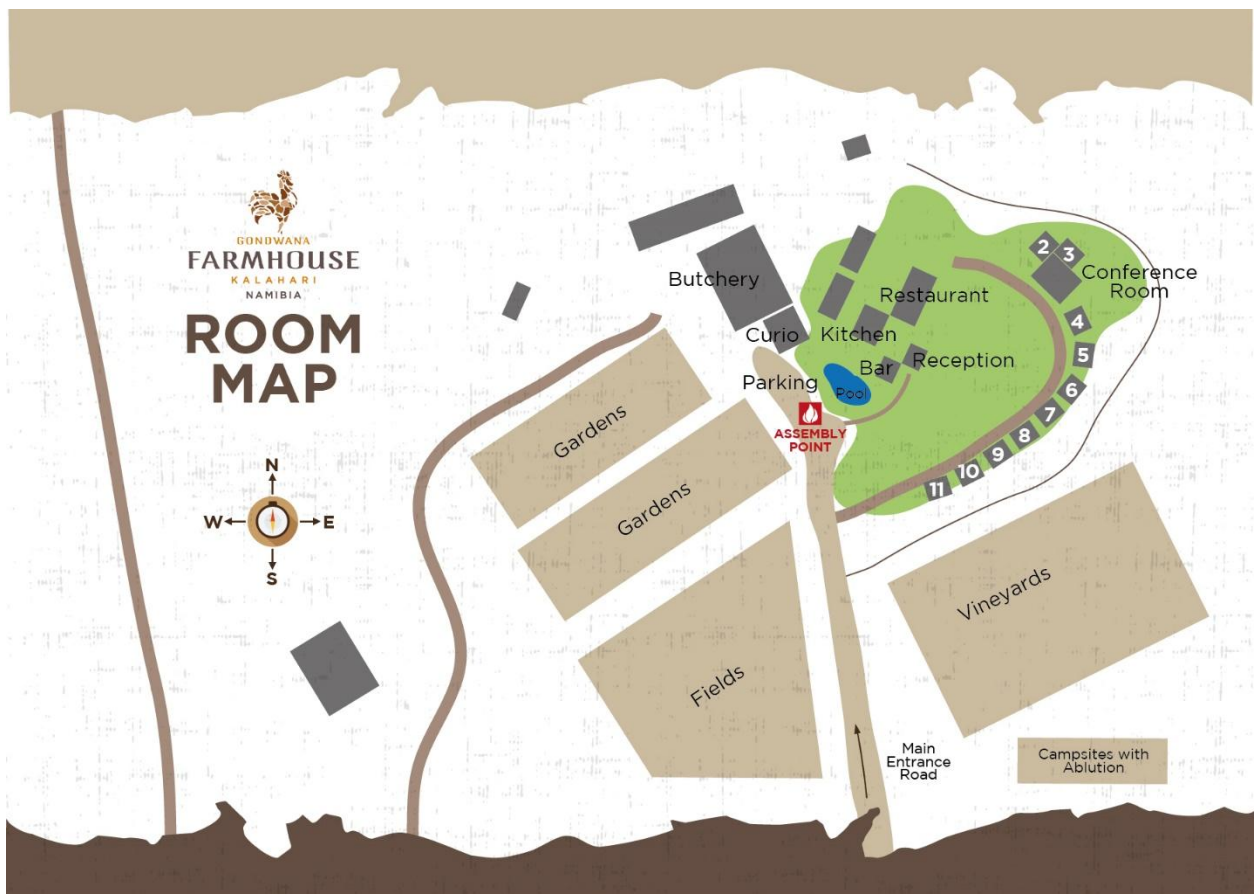 GONDWANA
FARMHOUSE
KALAHARI
NAMIBIA
ROOM
MAP
N
W
E
S
Butchery
Curio
Parking
ASSEMBLY
POINT
Kitchen
Restaurant
Bar
Reception
Pool
2
3
Conference
Room
4
5
6
7
8
9
10
11
Gardens
Gardens
Fields
Vineyards
Main
Entrance
Road
Campsites with
Ablution